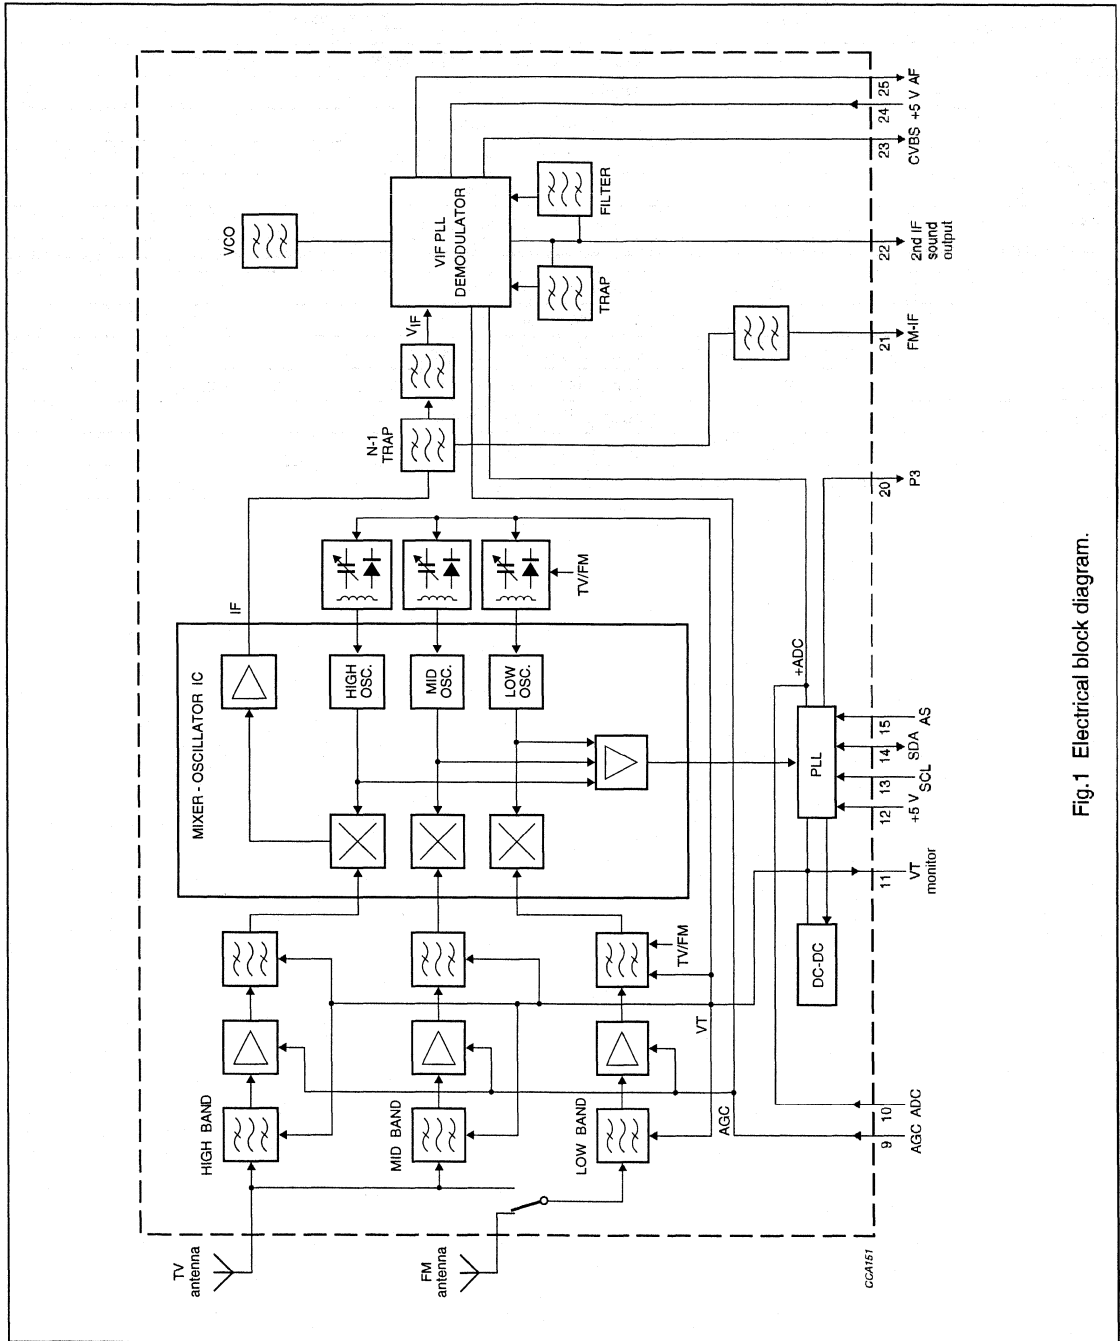 TV
antenna
FM
antenna
HIGH BAND
MID BAND
LOW BAND
AGC
VT
TV/FM
MIXER - OSCILLATOR IC
HIGH
OSC.
MID
OSC.
LOW
OSC.
IF
TV/FM
N-1
TRAP
VIF
VCO
VIF PLL
DEMODULATOR
TRAP
FILTER
DC-DC
PLL
+ADC
9
AGC
10
ADC
11
VT
monitor
12
+5 V
13
SCL
14
SDA
15
AS
20
P3
21
FM-IF
22
2nd IF
sound
output
23
CVBS
24
+5 V
25
AF
CCA151
Fig.1 Electrical block diagram.